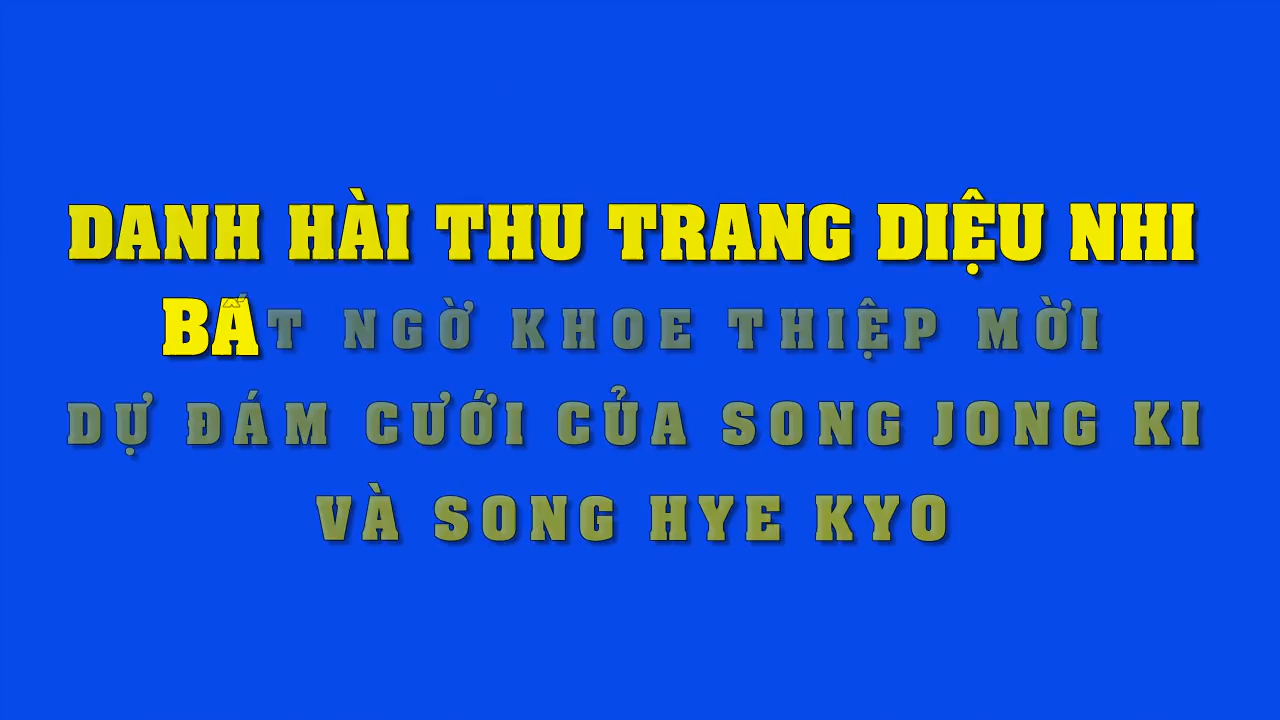 DANH HÀI THU TRANG DIỆU NHI
BẤT NGỜ KHOE THIỆP MỜI
DỰ ĐÁM CƯỚI CỦA SONG JONG KI
VÀ SONG HYE KYO